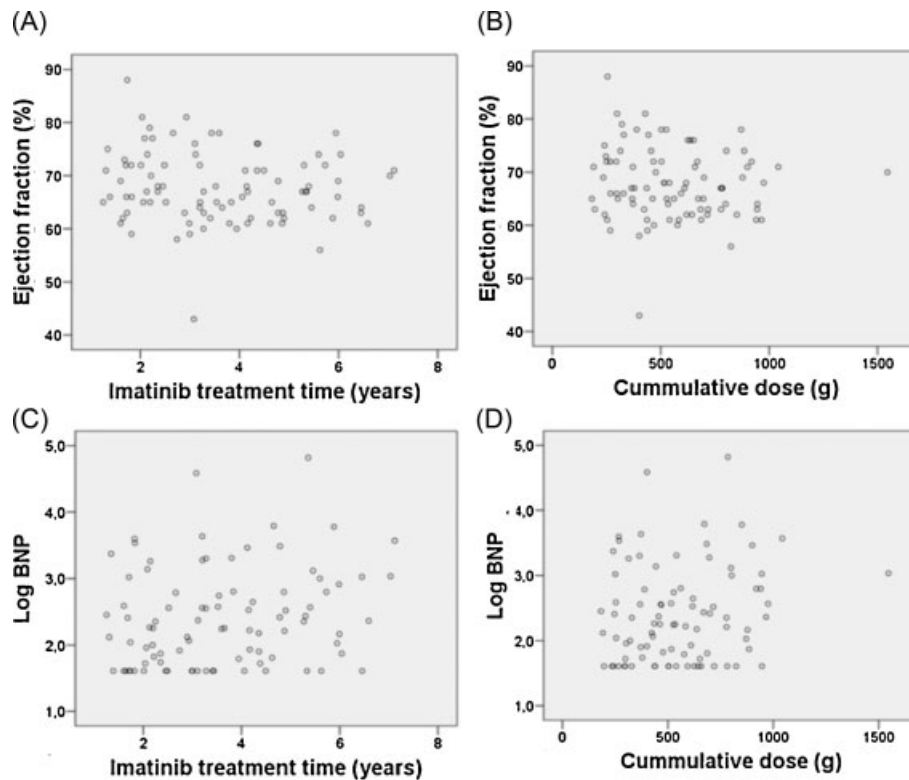 (A)
Ejection fraction (%)
90
80
70
60
50
40
2 4 6 8
Imatinib treatment time (years)
(B)
Ejection fraction (%)
90
80
70
60
50
40
0 500 1000 1500
Cummulative dose (g)
(C)
Log BNP
5,0
4,0
3,0
2,0
1,0
2 4 6 8
Imatinib treatment time (years)
(D)
Log BNP
5,0
4,0
3,0
2,0
1,0
0 500 1000 1500
Cummulative dose (g)